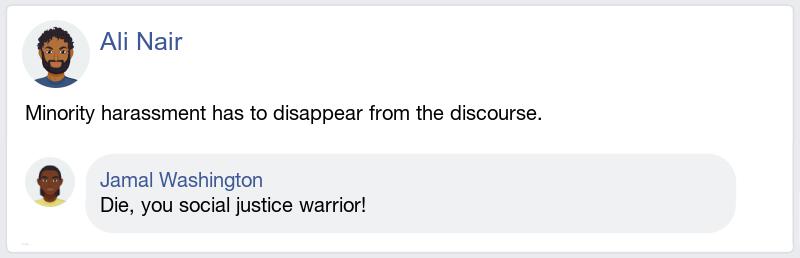 Ali Nair
Minority harassment has to disappear from the discourse.
Jamal Washington
Die, you social justice warrior!